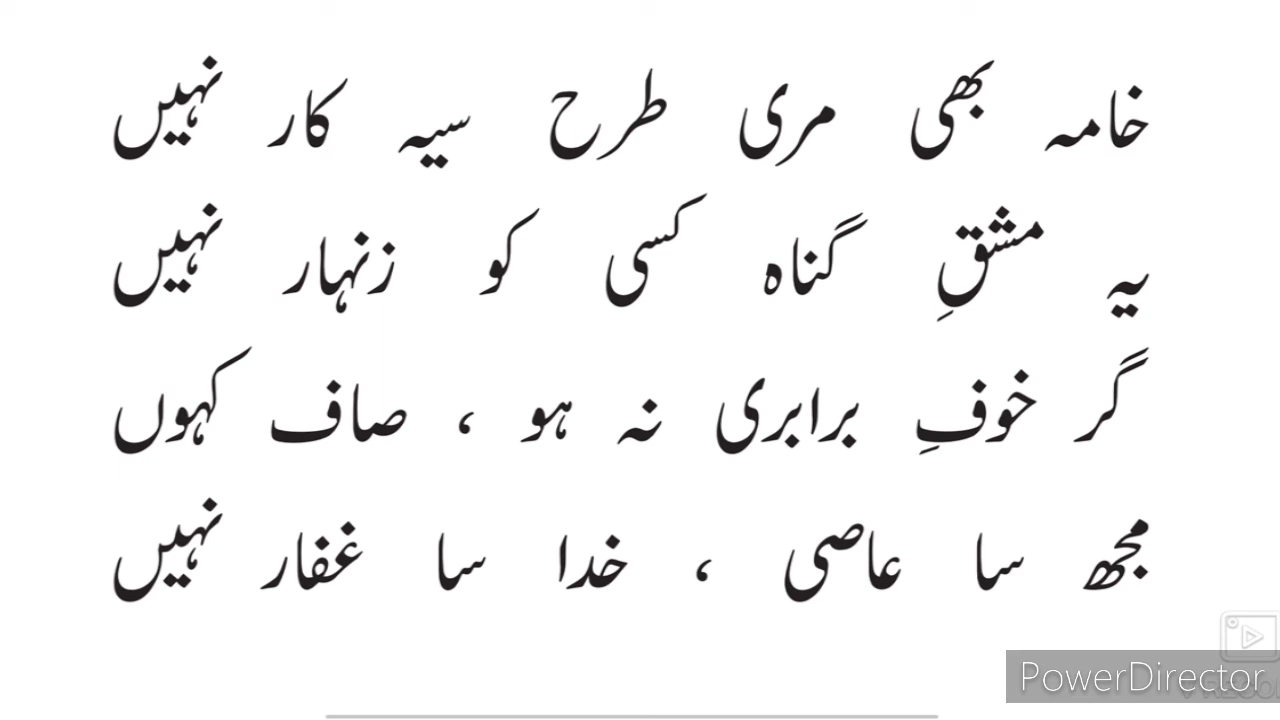 خامہ بھی مری طرح سیہ کار نہیں
یہ مشقِ گناہ کسی کو زنہار نہیں
گر خوفِ برابری نہ ہو ، صاف کہوں
مجھ سا عاصی ، خدا سا غفار نہیں
PowerDirector